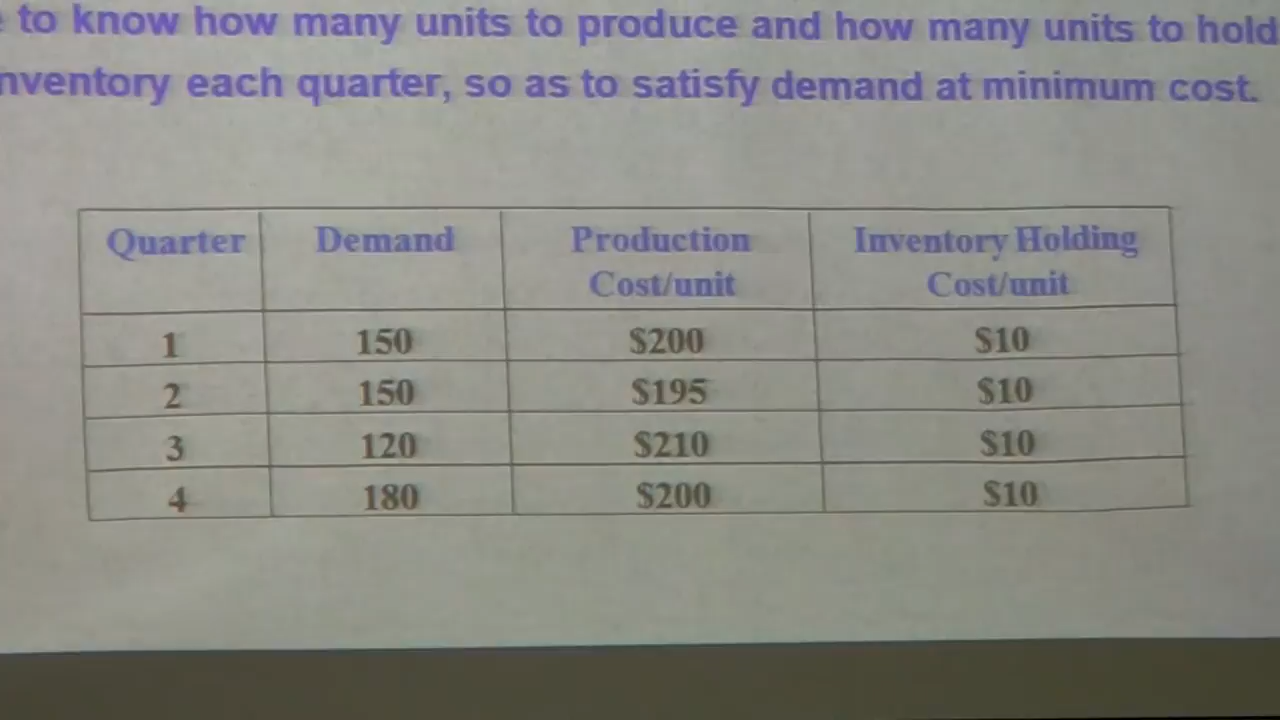 to know how many units to produce and how many units to hold
nventory each quarter, so as to satisfy demand at minimum cost.
Quarter Demand Production Cost/unit Inventory Holding Cost/unit
1 150 $200 $10
2 150 $195 $10
3 120 $210 $10
4 180 $200 $10